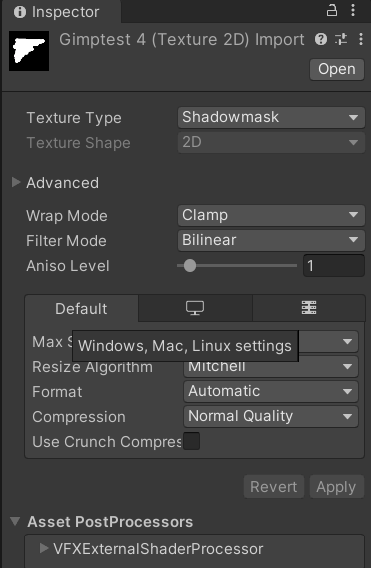 Inspector
Gimptest 4 (Texture 2D) Import
Open
Texture Type Shadowmask
Texture Shape 2D
Advanced
Wrap Mode Clamp
Filter Mode Bilinear
Aniso Level 1
Default
Max S
Windows, Mac, Linux settings
Resize Algorithm Mitchell
Format Automatic
Compression Normal Quality
Use Crunch Compres
Revert Apply
Asset PostProcessors
VFXExternalShaderProcessor